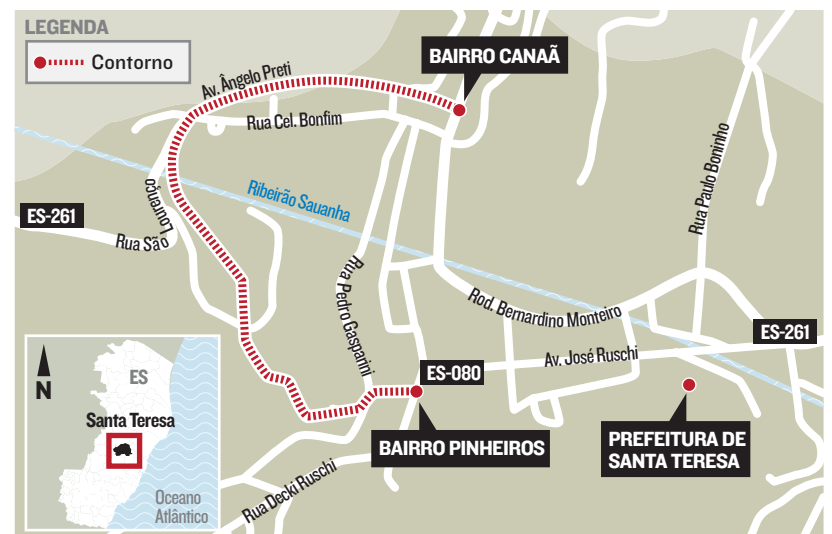 LEGENDA
Contorno
BAIRRO CANAÃ
Av. Ângelo Preti
Rua Cel. Bonfim
Rua Paulo Boninho
Ribeirão Sauanha
ES-261
Rua São Lourenço
Rua Pedro Gasparini
Rod. Bernardino Monteiro
ES-261
Av. José Ruschi
ES-080
BAIRRO PINHEIROS
PREFEITURA DE
SANTA TERESA
Rua Decki Ruschi
N
ES
Santa Teresa
Oceano
Atlântico